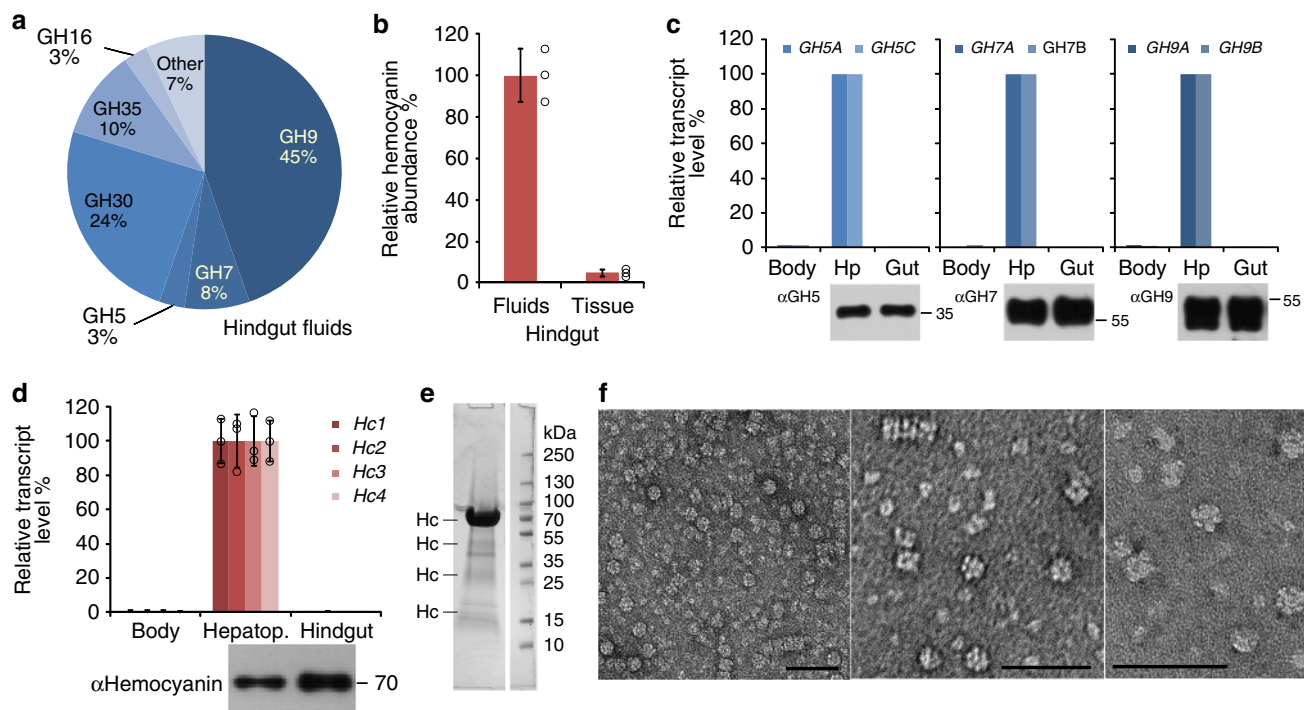 a
GH16
3%
Other
7%
GH35
10%
GH9
45%
GH30
24%
GH7
8%
GH5
3%
Hindgut fluids
b
Relative hemocyanin
abundance %
120
100
80
60
40
20
0
Fluids
Tissue
Hindgut
c
Relative transcript
level %
120
100
80
60
40
20
0
GH5A
GH5C
GH7A
GH7B
GH9A
GH9B
Body
Hp
Gut
Body
Hp
Gut
Body
Hp
Gut
αGH5
35
αGH7
55
αGH9
55
d
Relative transcript
level %
120
100
80
60
40
20
0
Hc1
Hc2
Hc3
Hc4
Body
Hepatop.
Hindgut
αHemocyanin
70
e
kDa
250
130
100
70
55
35
25
15
10
Hc
Hc
Hc
Hc
f